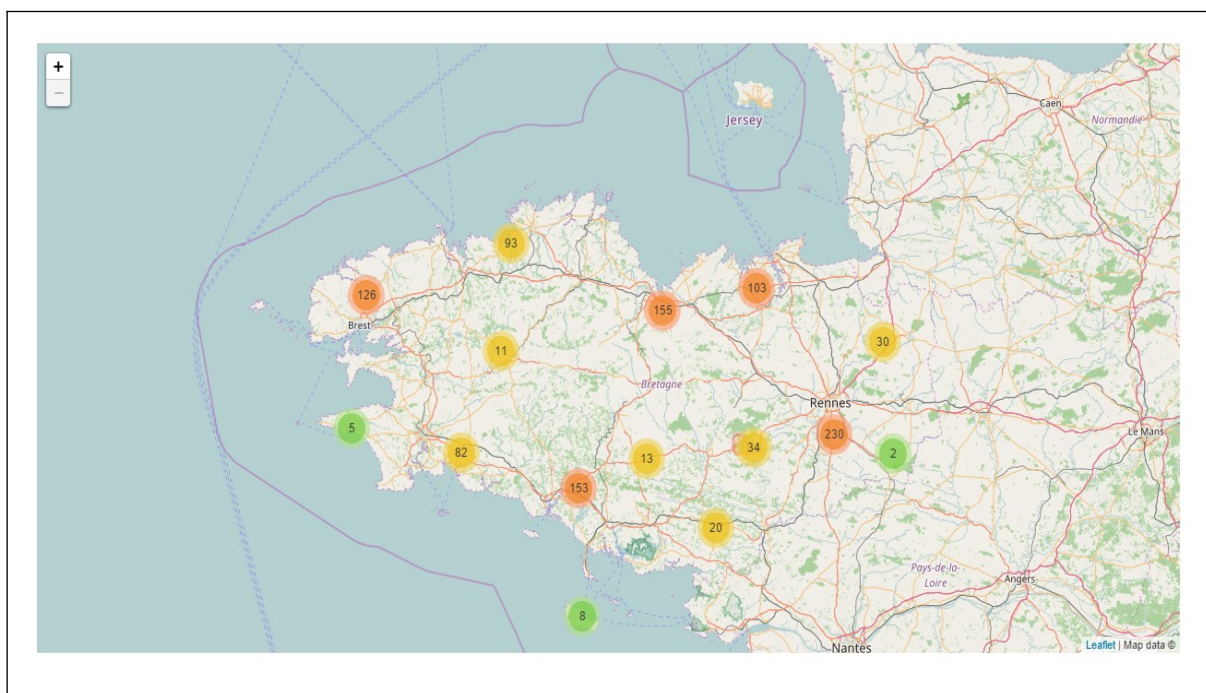 +
−
Caen
Normandie
Jersey
93
126
103
155
Brest
30
11
Bretagne
Rennes
5
230
Le Mans
82
34
2
13
153
20
Pays-de-la-
Loire
Angers
8
Nantes
Leaflet | Map data ©